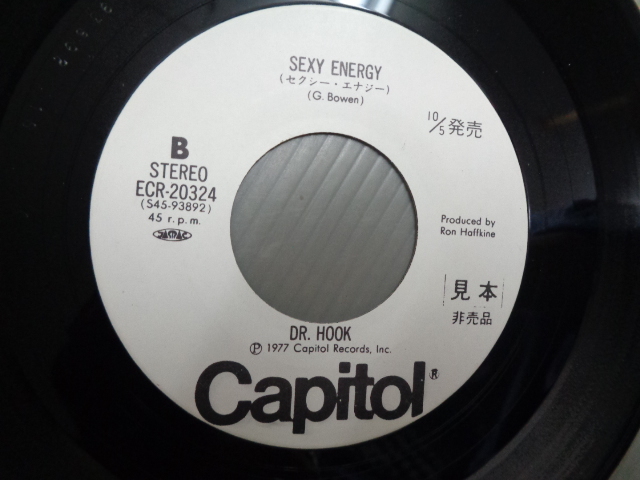 SEXY ENERGY
(セクシー・エナジー)
(G. Bowen)
10/5 発売
B
STEREO
ECR-20324
(S45-93892)
45 r.p.m.
JASRAC
Produced by
Ron Haffkine
見本
非売品
DR. HOOK
Ⓟ 1977 Capitol Records, Inc.
Capitol®